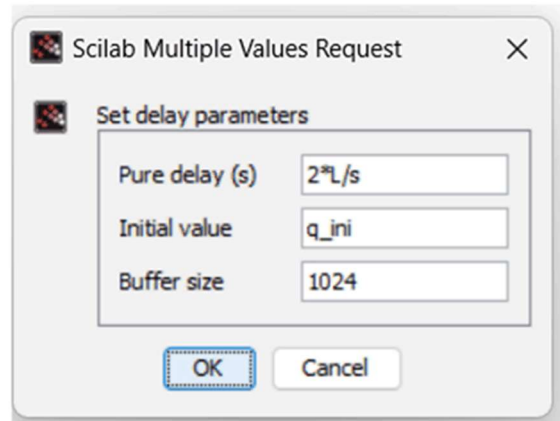 Scilab Multiple Values Request
Set delay parameters
Pure delay (s) 2*L/s
Initial value q_ini
Buffer size 1024
OK Cancel